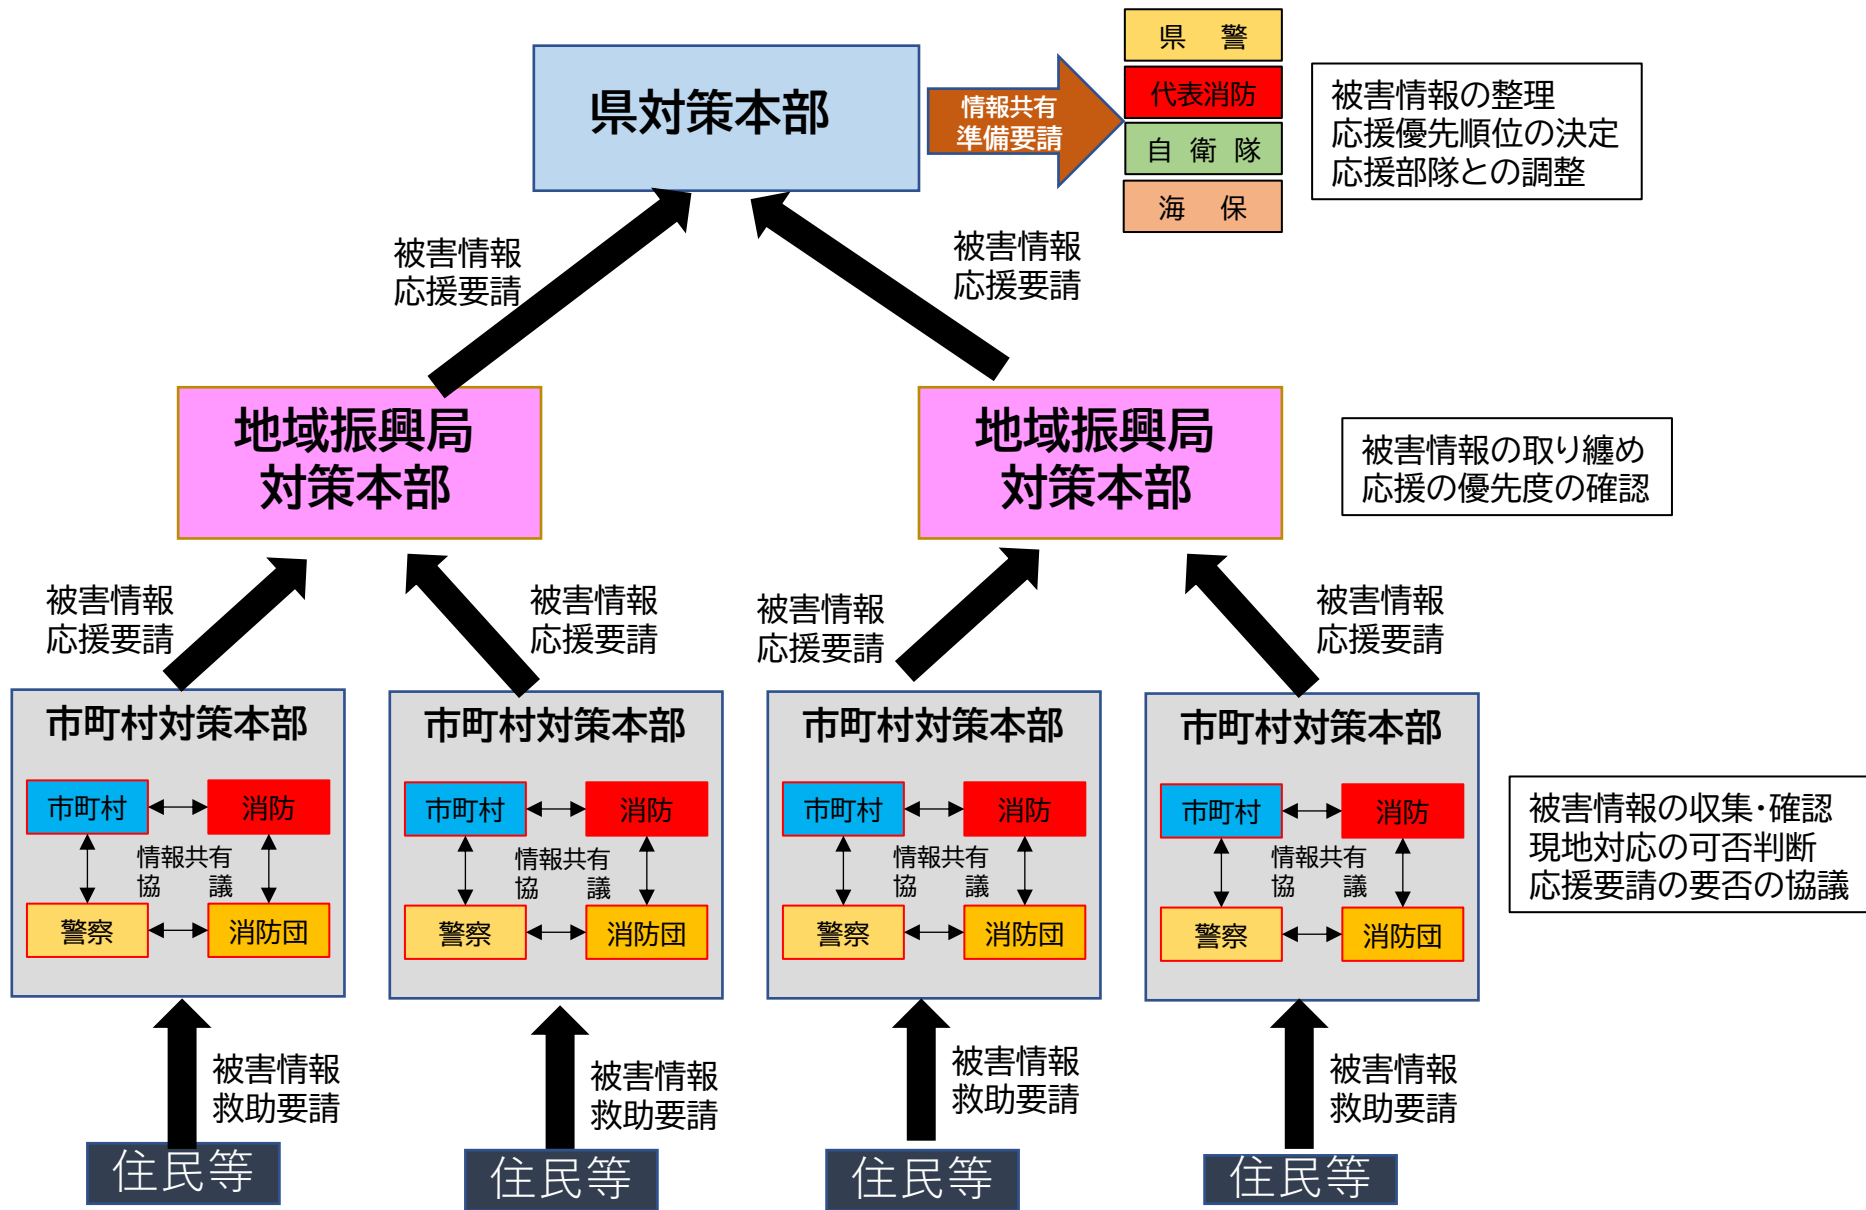 県　警
県対策本部
情報共有
準備要請
代表消防
自 衛 隊
海　保
被害情報の整理
応援優先順位の決定
応援部隊との調整
被害情報
応援要請
被害情報
応援要請
地域振興局
対策本部
地域振興局
対策本部
被害情報の取り纏め
応援の優先度の確認
被害情報
応援要請
被害情報
応援要請
被害情報
応援要請
被害情報
応援要請
市町村対策本部
市町村
消防
情報共有
協　議
警察
消防団
市町村対策本部
市町村
消防
情報共有
協　議
警察
消防団
市町村対策本部
市町村
消防
情報共有
協　議
警察
消防団
市町村対策本部
市町村
消防
情報共有
協　議
警察
消防団
被害情報の収集・確認
現地対応の可否判断
応援要請の要否の協議
被害情報
救助要請
被害情報
救助要請
被害情報
救助要請
被害情報
救助要請
住民等
住民等
住民等
住民等